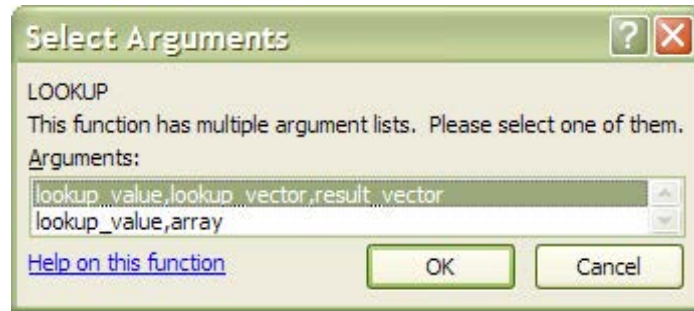 Select Arguments
LOOKUP
This function has multiple argument lists. Please select one of them.
Arguments:
lookup_value,lookup_vector,result_vector
lookup_value,array
Help on this function
OK
Cancel